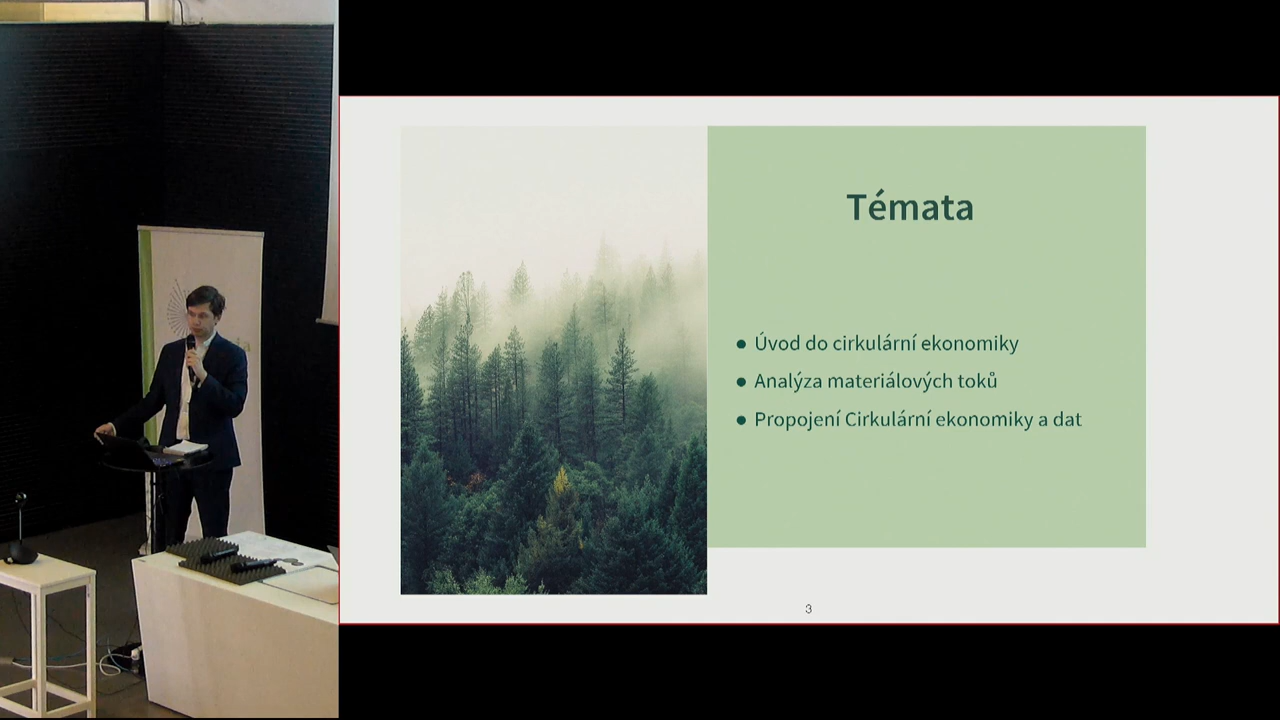 Témata
● Úvod do cirkulární ekonomiky
● Analýza materiálových toků
● Propojení Cirkulární ekonomiky a dat
3